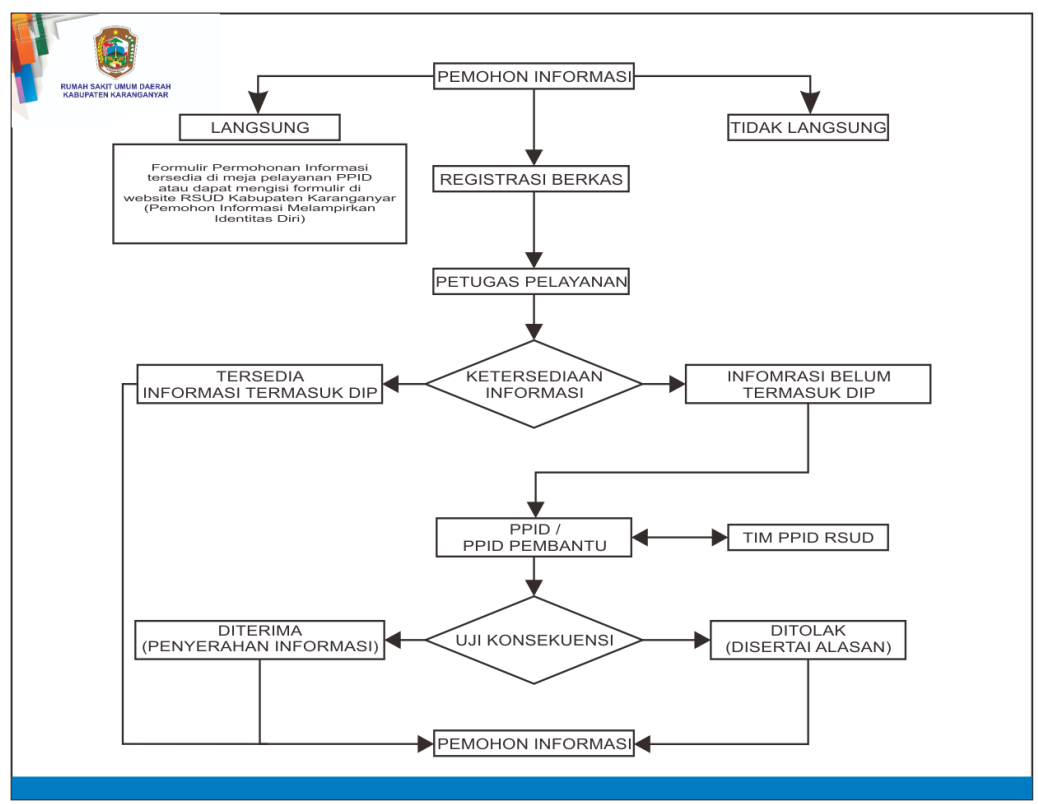 RUMAH SAKIT UMUM DAERAH
KABUPATEN KARANGANYAR
PEMOHON INFORMASI
LANGSUNG
TIDAK LANGSUNG
Formulir Permohonan Informasi
tersedia di meja pelayanan PPID
atau dapat mengisi formulir di
website RSUD Kabupaten Karanganyar
(Pemohon Informasi Melampirkan
Identitas Diri)
REGISTRASI BERKAS
PETUGAS PELAYANAN
KETERSEDIAAN
INFORMASI
TERSEDIA
INFORMASI TERMASUK DIP
INFOMRASI BELUM
TERMASUK DIP
PPID /
PPID PEMBANTU
TIM PPID RSUD
UJI KONSEKUENSI
DITERIMA
(PENYERAHAN INFORMASI)
DITOLAK
(DISERTAI ALASAN)
PEMOHON INFORMASI